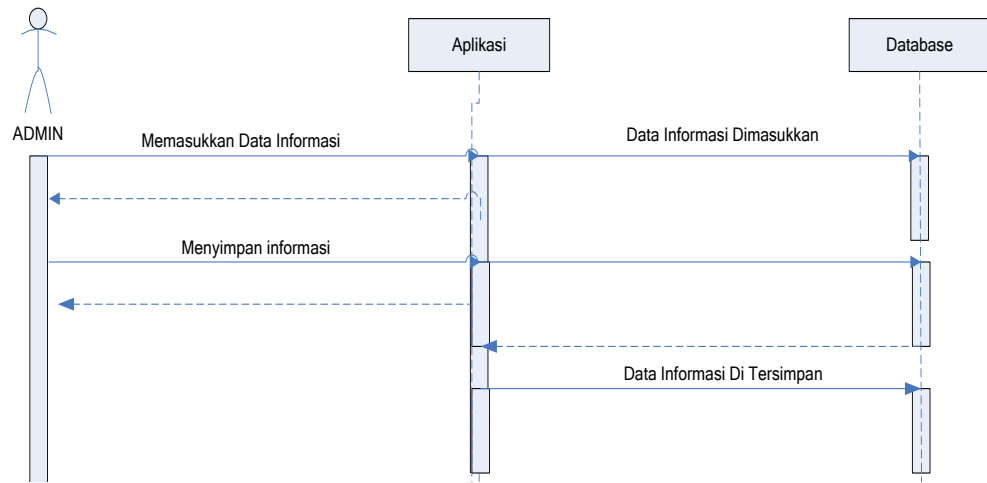 Aplikasi
Database
ADMIN
Memasukkan Data Informasi
Data Informasi Dimasukkan
Menyimpan informasi
Data Informasi Di Tersimpan